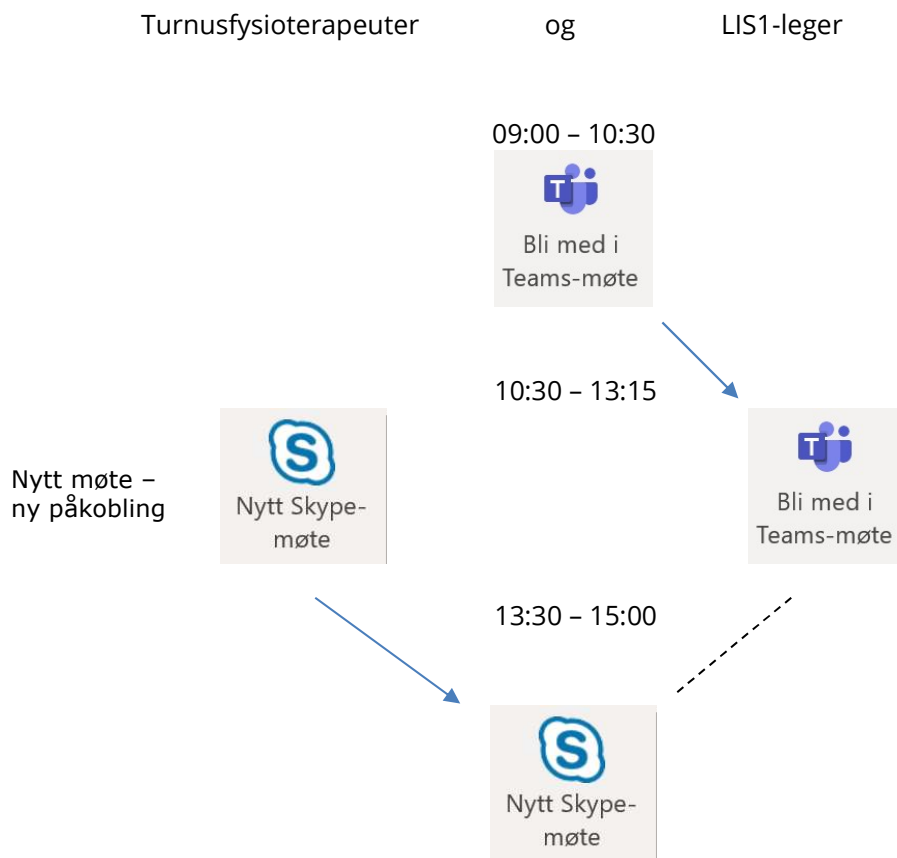 Turnusfysioterapeuter og LIS1-leger
09:00 – 10:30
Bli med i
Teams-møte
10:30 – 13:15
Nytt møte –
ny påkobling
Nytt Skype-
møte
Bli med i
Teams-møte
13:30 – 15:00
Nytt Skype-
møte